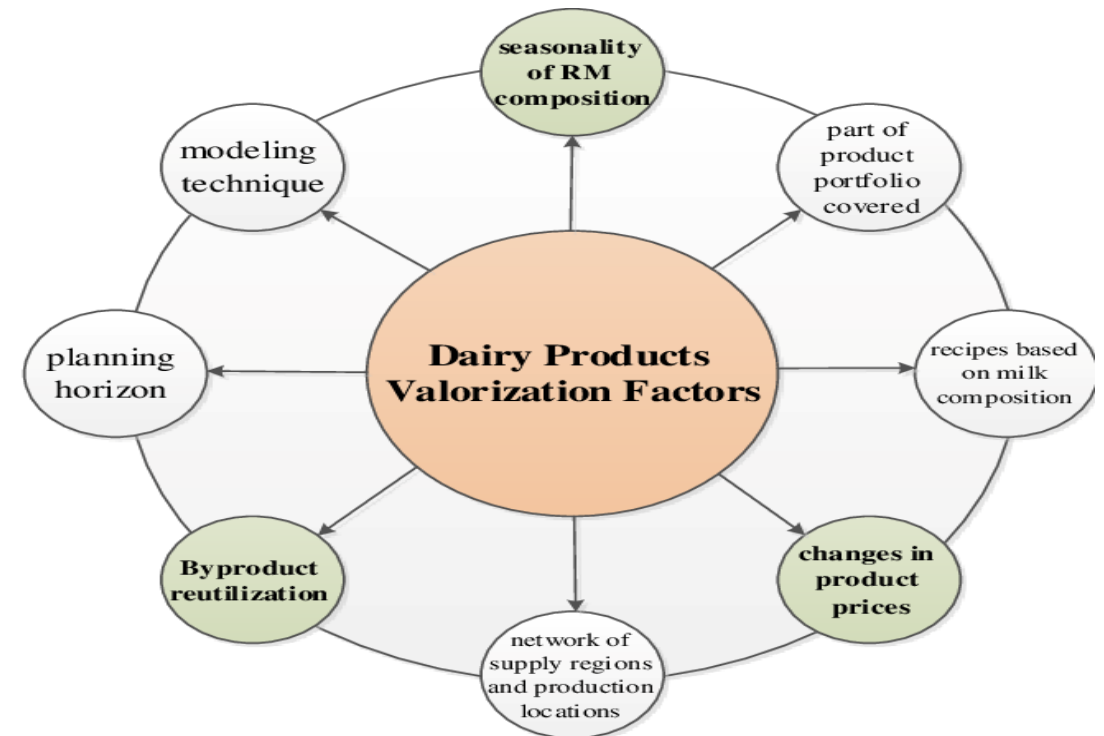 seasonality
of RM
composition
part of
product
portfolio
covered
modeling
technique
recipes based
on milk
composition
Dairy Products
Valorization Factors
planning
horizon
changes in
product
prices
Byproduct
reutilization
network of
supply regions
and production
locations